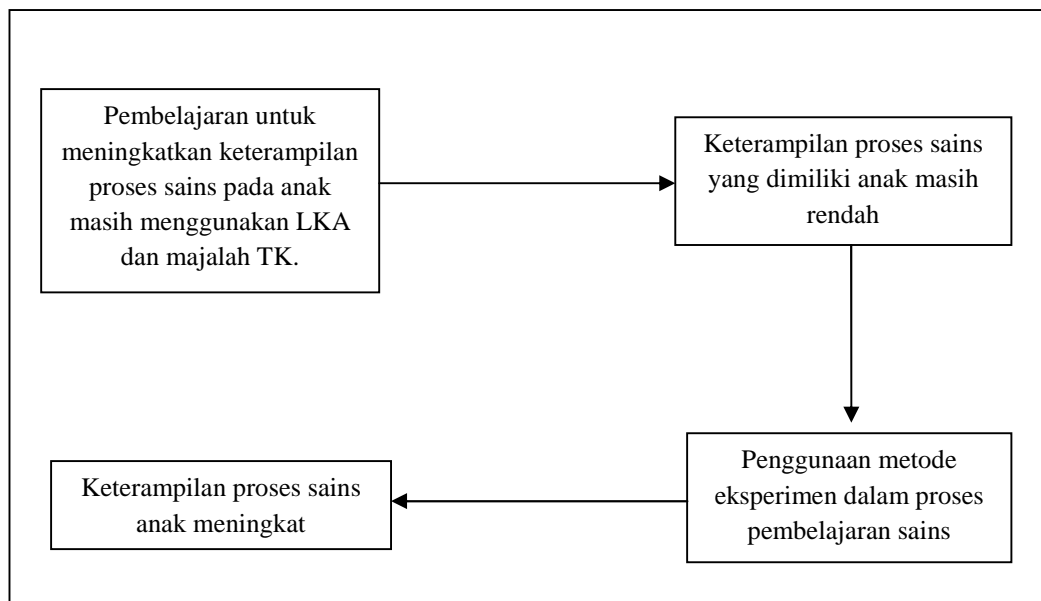 Pembelajaran untuk
meningkatkan keterampilan
proses sains pada anak
masih menggunakan LKA
dan majalah TK.
Keterampilan proses sains
yang dimiliki anak masih
rendah
Penggunaan metode
eksperimen dalam proses
pembelajaran sains
Keterampilan proses sains
anak meningkat